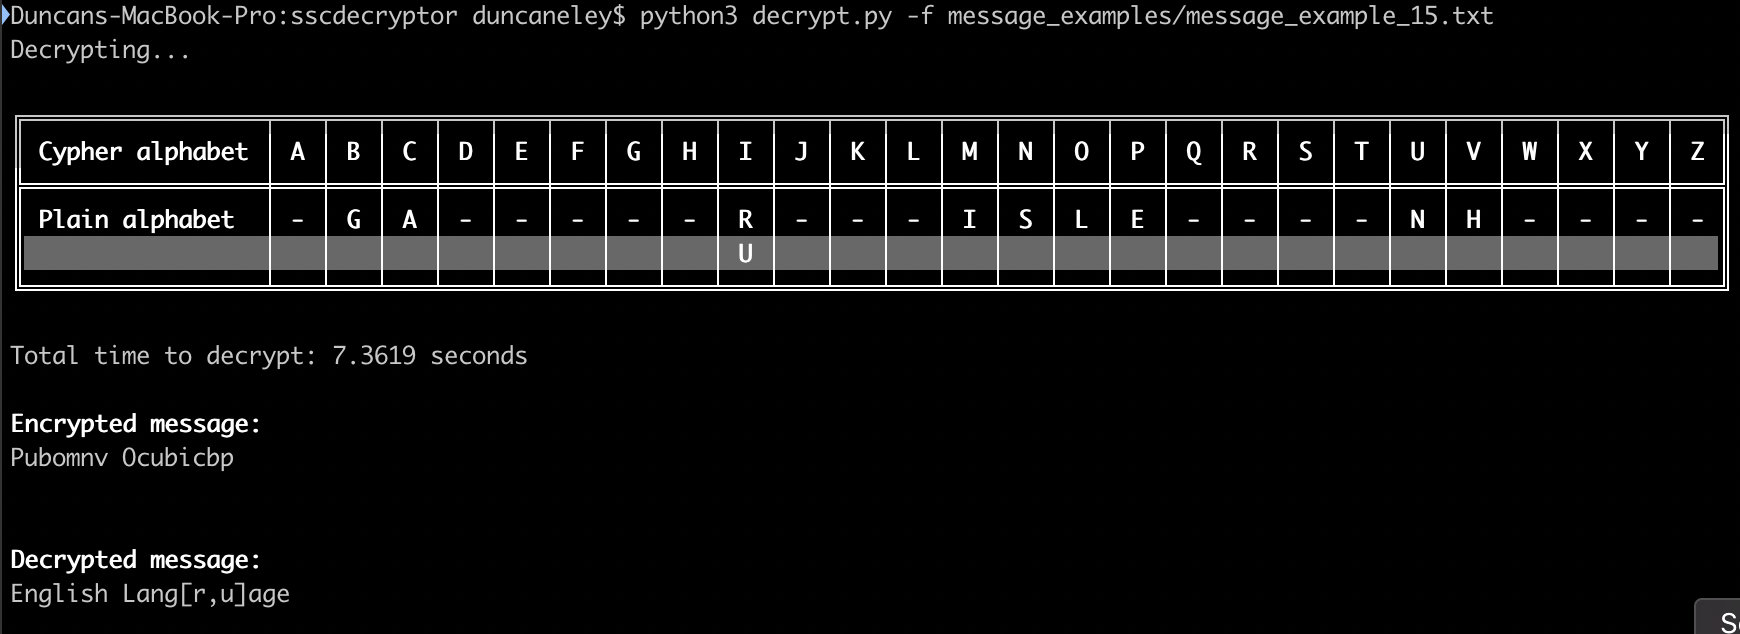 Duncans-MacBook-Pro:sscdecryptor duncaneley$ python3 decrypt.py -f message_examples/message_example_15.txt
Decrypting...
Cypher alphabet A B C D E F G H I J K L M N O P Q R S T U V W X Y Z
Plain alphabet - G A - - - - - R - - - I S L E - - - - N H - - - -
U
Total time to decrypt: 7.3619 seconds
Encrypted message:
Pubomnv Ocubicbp
Decrypted message:
English Lang[r,u]age